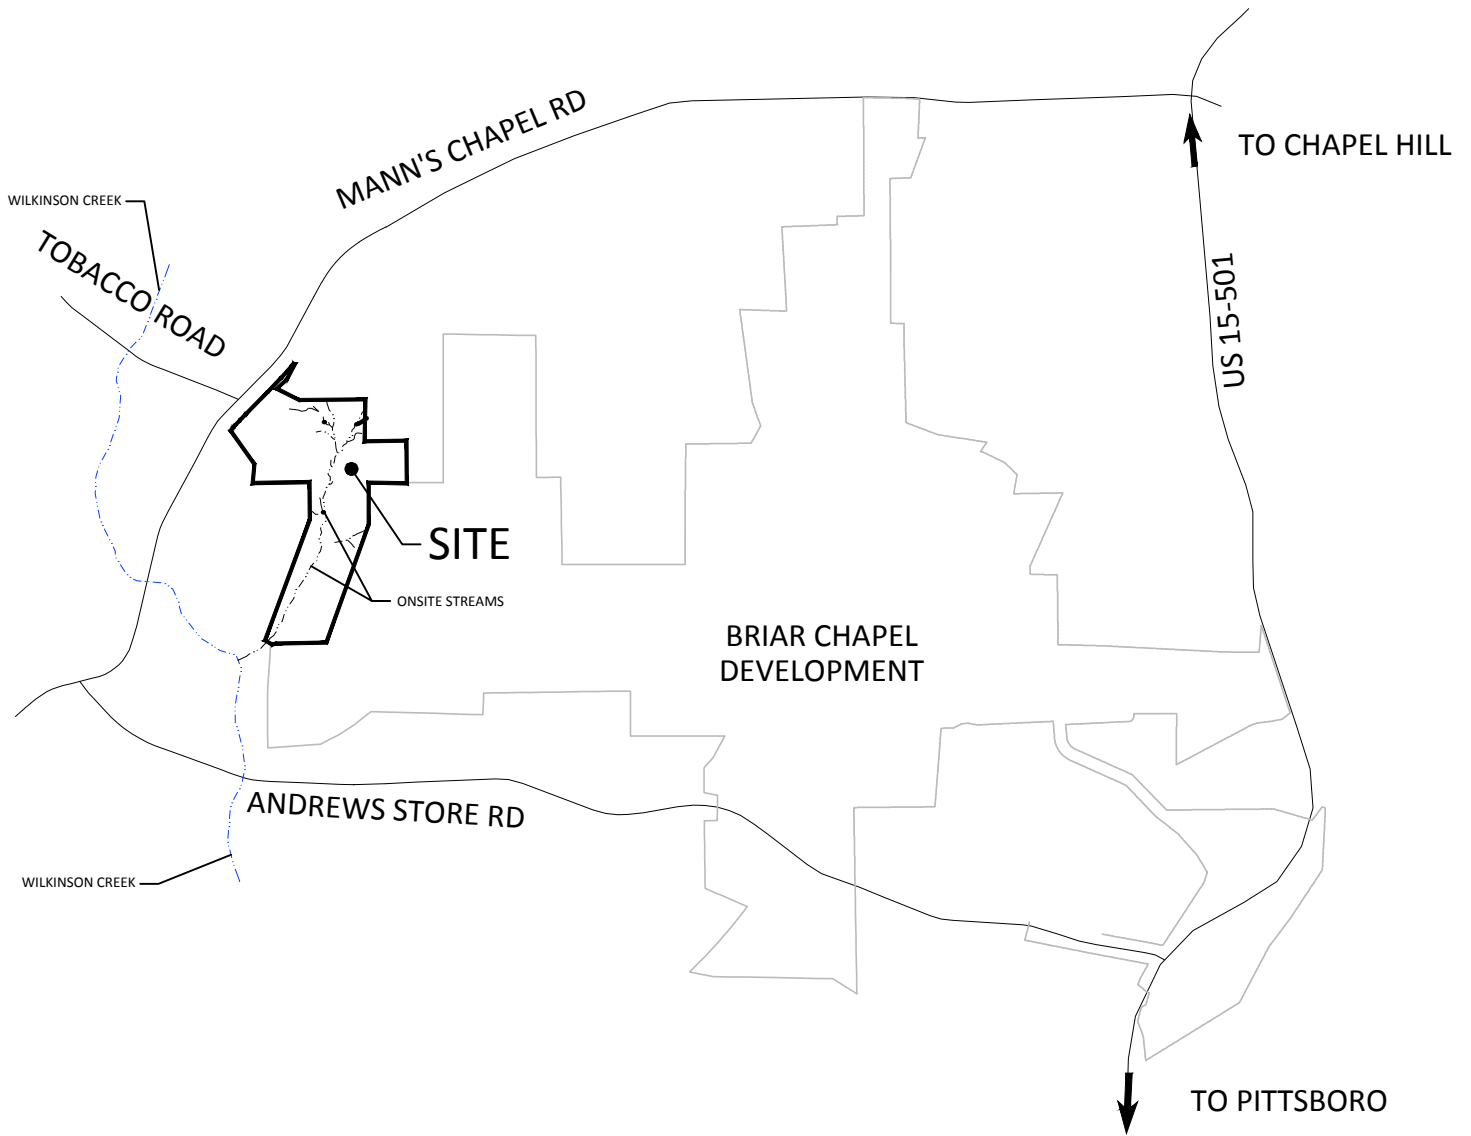 MANN'S CHAPEL RD
TO CHAPEL HILL
WILKINSON CREEK
TOBACCO ROAD
US 15-501
SITE
ONSITE STREAMS
BRIAR CHAPEL
DEVELOPMENT
ANDREWS STORE RD
WILKINSON CREEK
TO PITTSBORO